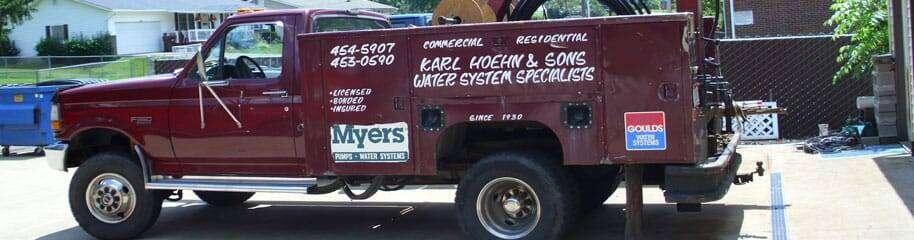 454-5907
453-0590
COMMERCIAL RESIDENTIAL
KARL HOEHN & SONS
WATER SYSTEM SPECIALISTS
•LICENSED
•BONDED
•INSURED
SINCE 1930
Myers
PUMPS - WATER SYSTEMS
GOULDS
WATER SYSTEMS